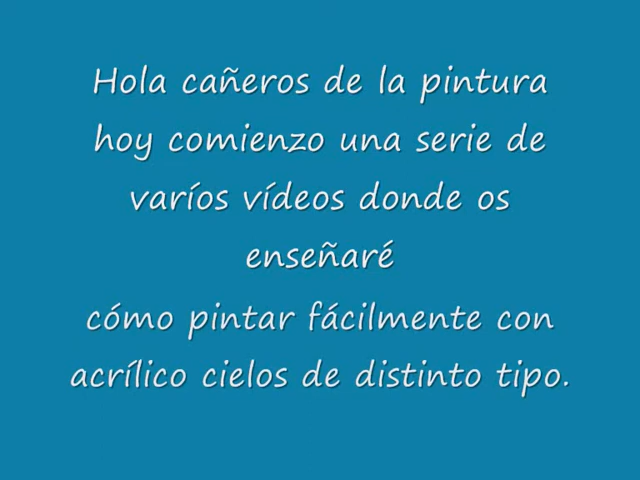 Hola cañeros de la pintura
hoy comienzo una serie de
varíos vídeos donde os
enseñaré
cómo pintar fácilmente con
acrílico cielos de distinto tipo.